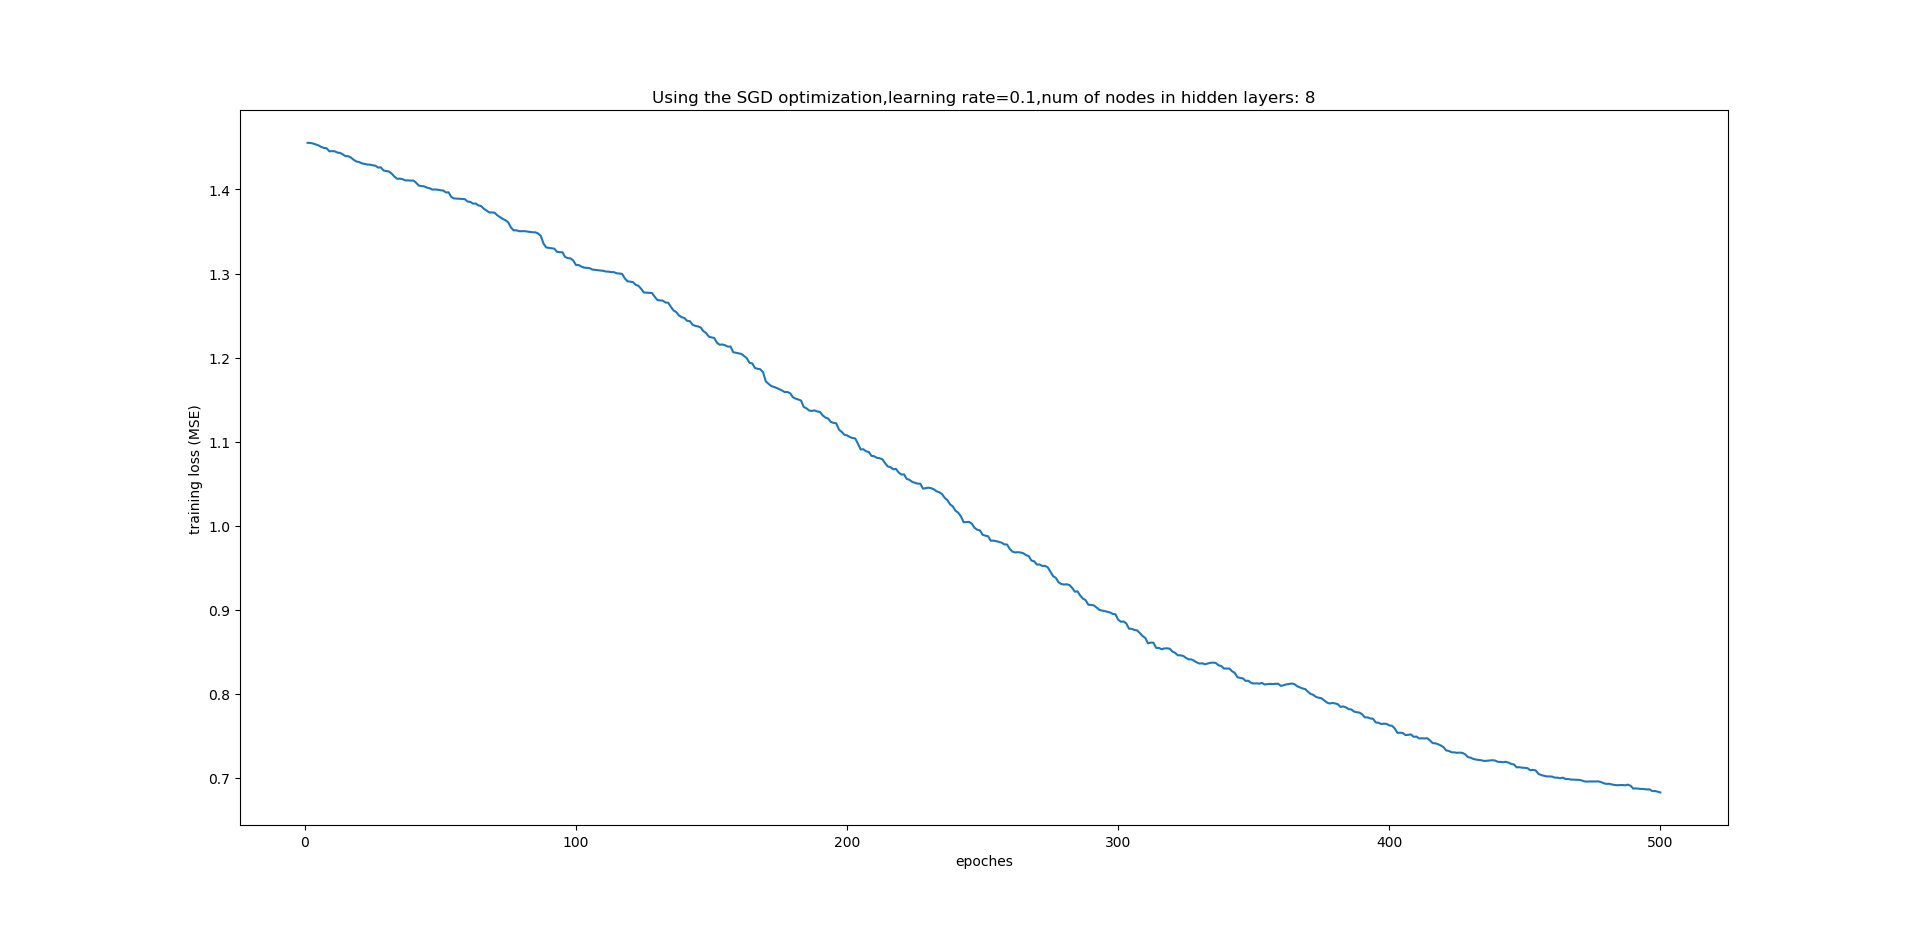 Using the SGD optimization,learning rate=0.1,num of nodes in hidden layers: 8
1.4
1.3
1.2
1.1
1.0
0.9
0.8
0.7
training loss (MSE)
0 100 200 300 400 500
epoches